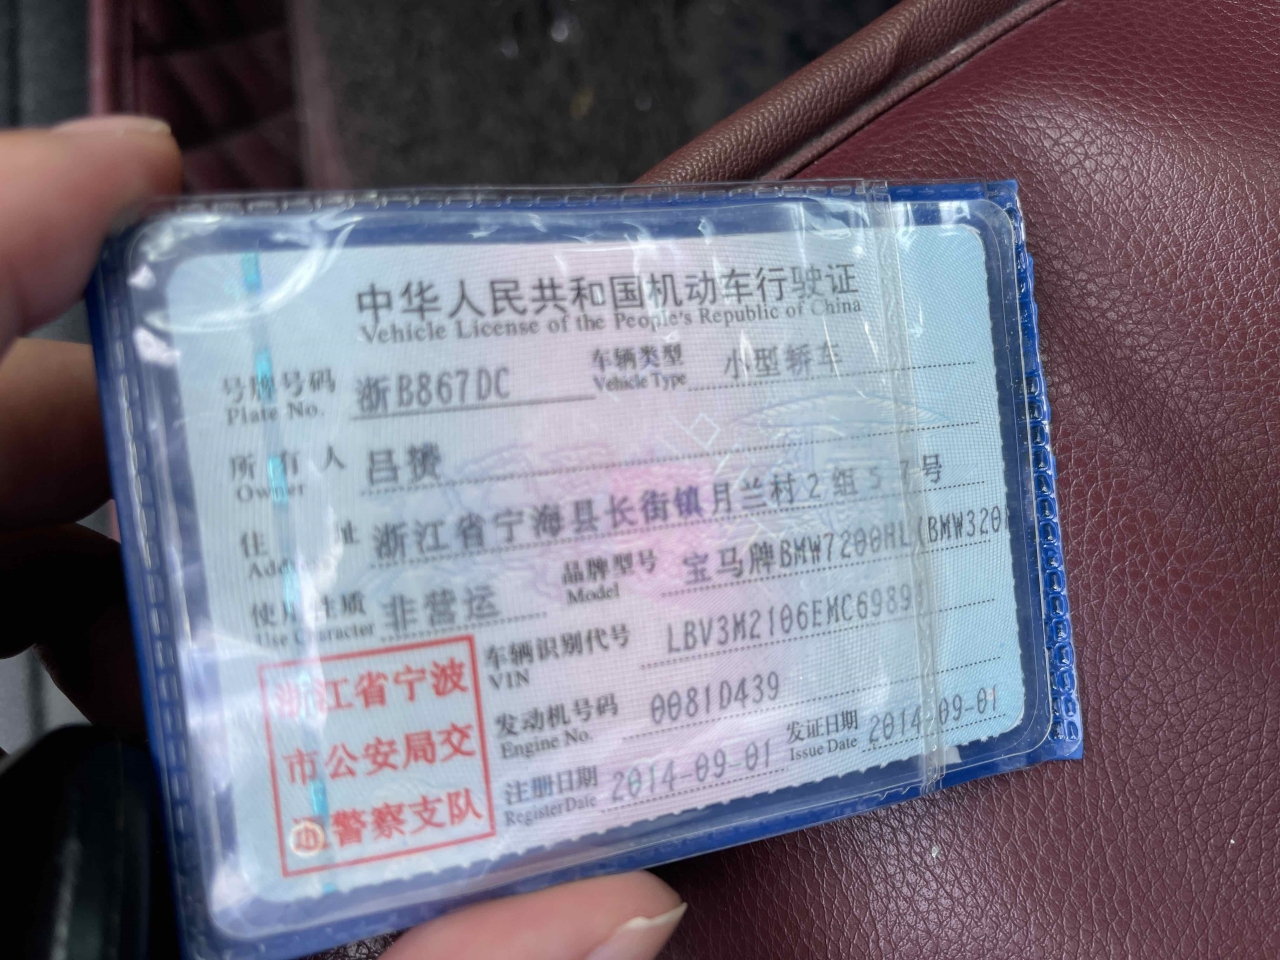 中华人民共和国机动车行驶证
Vehicle License of the People's Republic of China
号牌号码 浙B867DC 车辆类型 小型轿车
Plate No. Vehicle Type
所有人 吕赟
Owner
住址 浙江省宁海县长街镇月兰村2组57号
品牌型号 宝马牌BMW7200HL(BMW320
Model
使用性质 非营运
Use Character
车辆识别代号 LBV3M2106EMC6989
VIN
发动机号码 0081D439
Engine No.
注册日期 2014-09-01 发证日期 2014-09-01
Register Date Issue Date
浙江省宁波
市公安局交
通警察支队